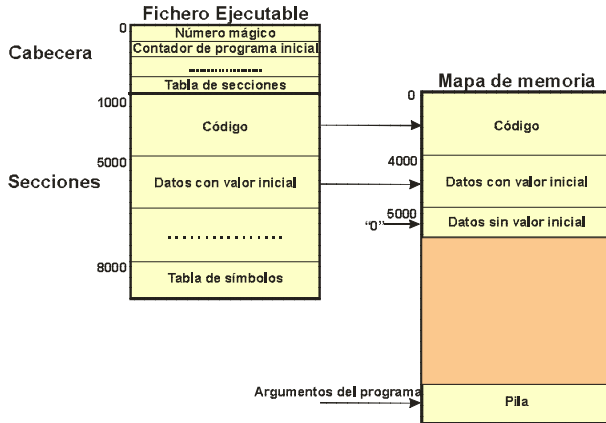 Fichero Ejecutable
0
Número mágico
Contador de programa inicial
....................
Tabla de secciones
Cabecera
1000
Código
5000
Secciones
Datos con valor inicial
.................
8000
Tabla de símbolos
Mapa de memoria
0
Código
4000
Datos con valor inicial
5000
"0"
Datos sin valor inicial
Argumentos del programa
Pila